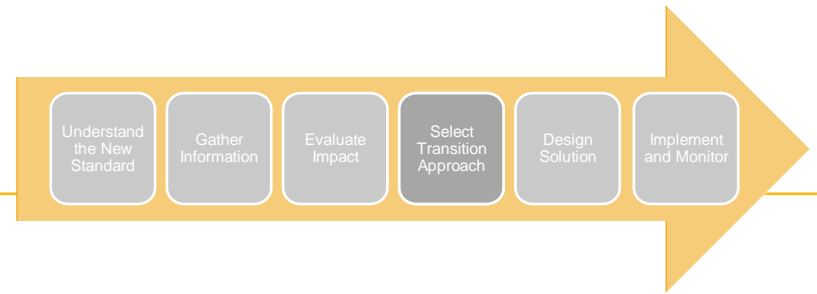 Understand
the New
Standard
Gather
Information
Evaluate
Impact
Select
Transition
Approach
Design
Solution
Implement
and Monitor